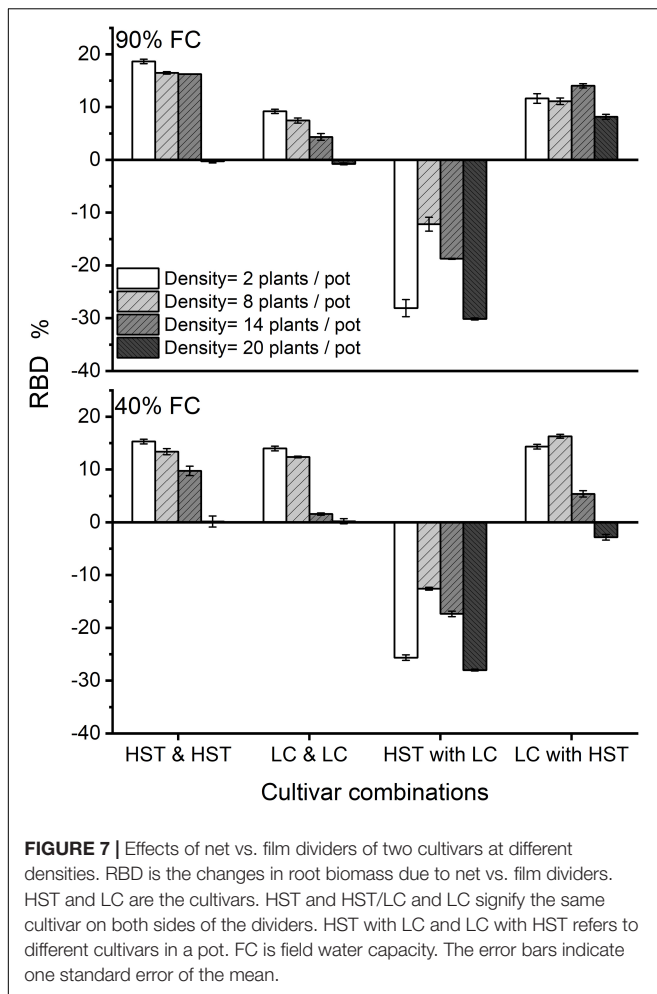 90% FC
20
10
0
-10
-20
-30
-40
Density= 2 plants / pot
Density= 8 plants / pot
Density= 14 plants / pot
Density= 20 plants / pot
RBD %
40% FC
20
10
0
-10
-20
-30
-40
HST & HST LC & LC HST with LC LC with HST
Cultivar combinations
FIGURE 7 | Effects of net vs. film dividers of two cultivars at different
densities. RBD is the changes in root biomass due to net vs. film dividers.
HST and LC are the cultivars. HST and HST/LC and LC signify the same
cultivar on both sides of the dividers. HST with LC and LC with HST refers to
different cultivars in a pot. FC is field water capacity. The error bars indicate
one standard error of the mean.